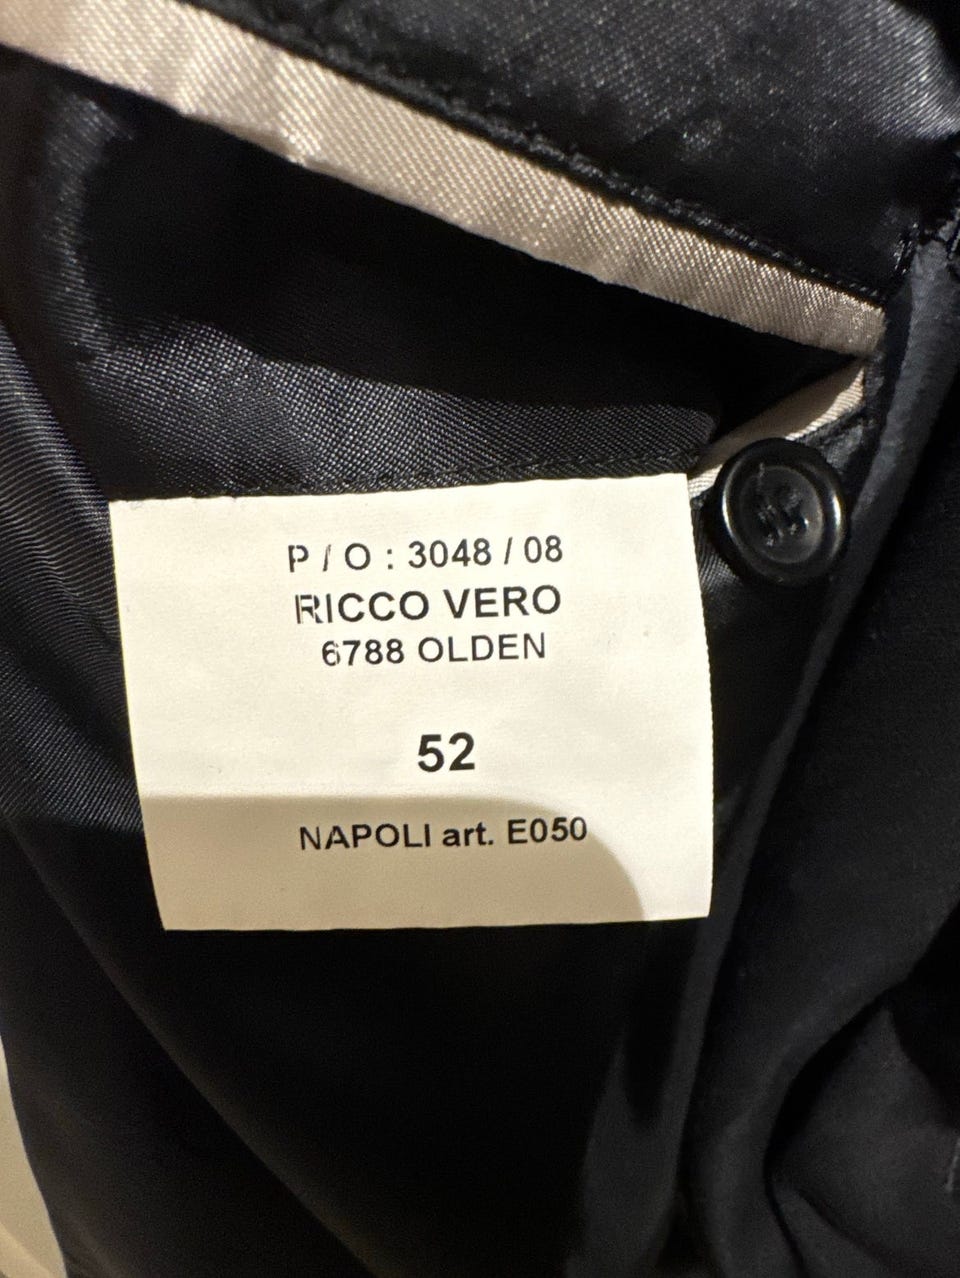 P / O : 3048 / 08
RICCO VERO
6788 OLDEN
52
NAPOLI art. E050